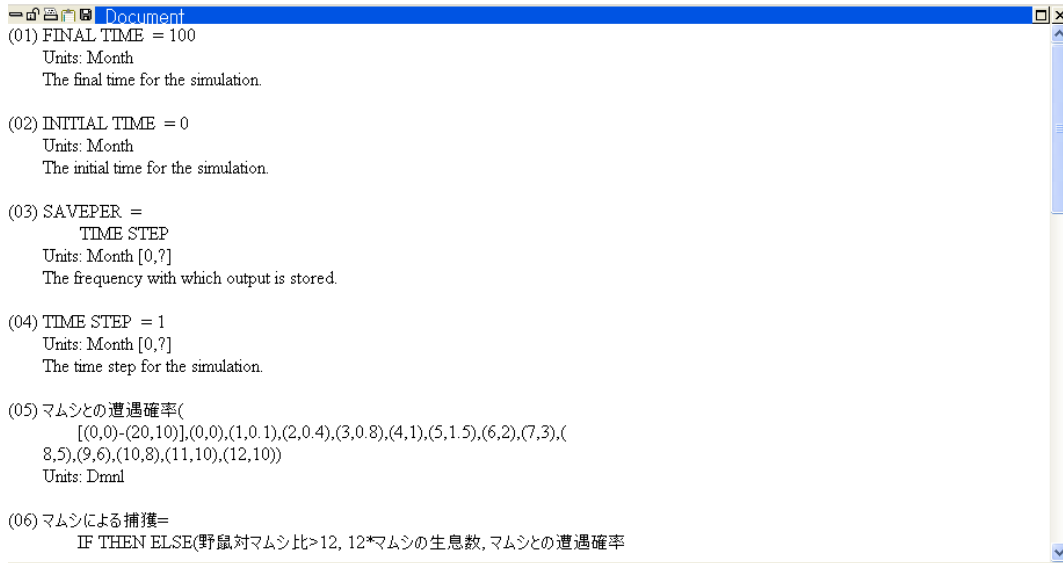 Document
(01) FINAL TIME = 100
Units: Month
The final time for the simulation.
(02) INITIAL TIME = 0
Units: Month
The initial time for the simulation.
(03) SAVEPER =
TIME STEP
Units: Month [0,?]
The frequency with which output is stored.
(04) TIME STEP = 1
Units: Month [0,?]
The time step for the simulation.
(05) マムシとの遭遇確率(
[(0,0)-(20,10)],(0,0),(1,0.1),(2,0.4),(3,0.8),(4,1),(5,1.5),(6,2),(7,3),(
8,5),(9,6),(10,8),(11,10),(12,10))
Units: Dmnl
(06) マムシによる捕獲=
IF THEN ELSE(野鼠対マムシ比>12, 12*マムシの生息数, マムシとの遭遇確率